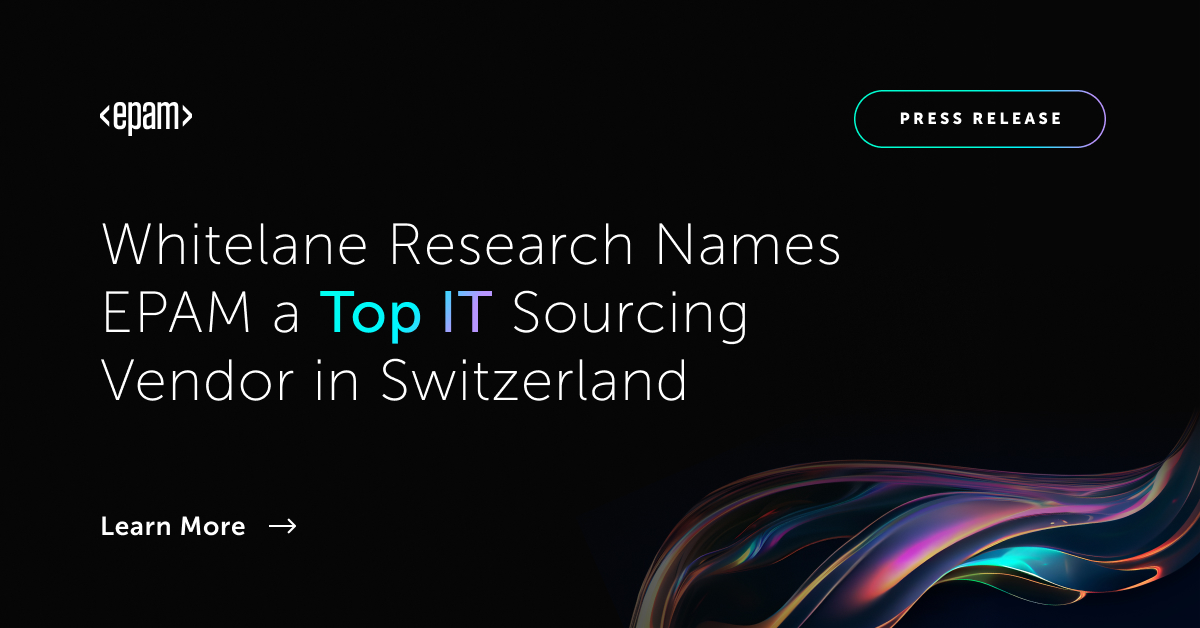 <epam>
PRESS RELEASE
Whitelane Research Names
EPAM a Top IT Sourcing
Vendor in Switzerland
Learn More →